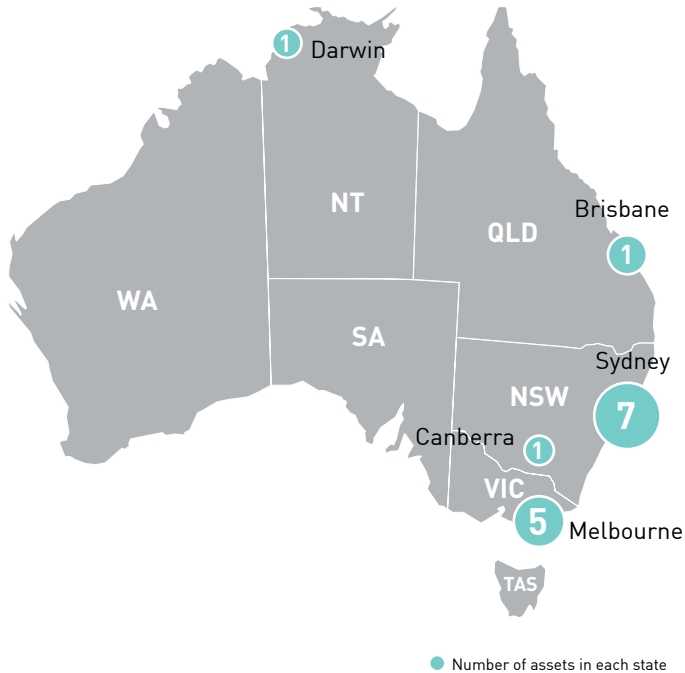 1 Darwin
NT
Brisbane
QLD
1
WA
SA
Sydney
NSW
7
Canberra
1
VIC
5
Melbourne
TAS
Number of assets in each state